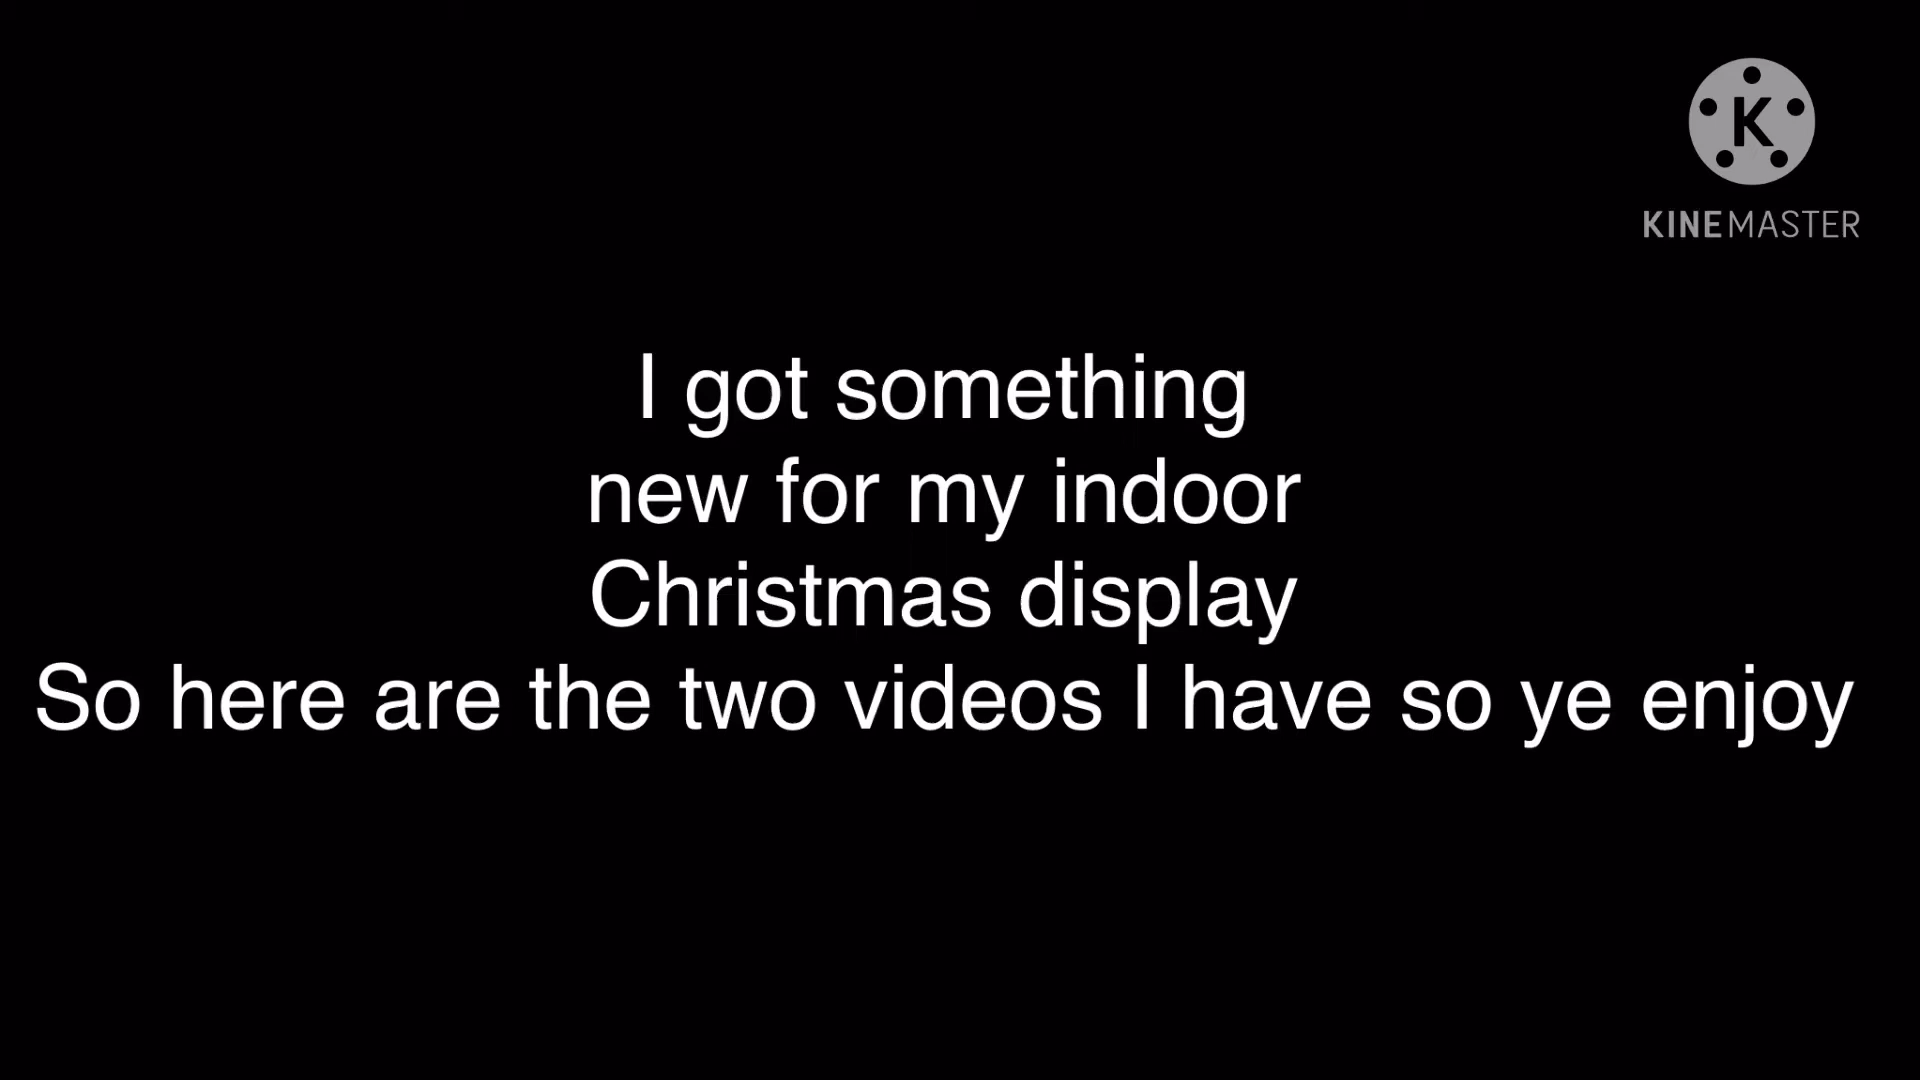 K
KINEMASTER
I got something
new for my indoor
Christmas display
So here are the two videos I have so ye enjoy